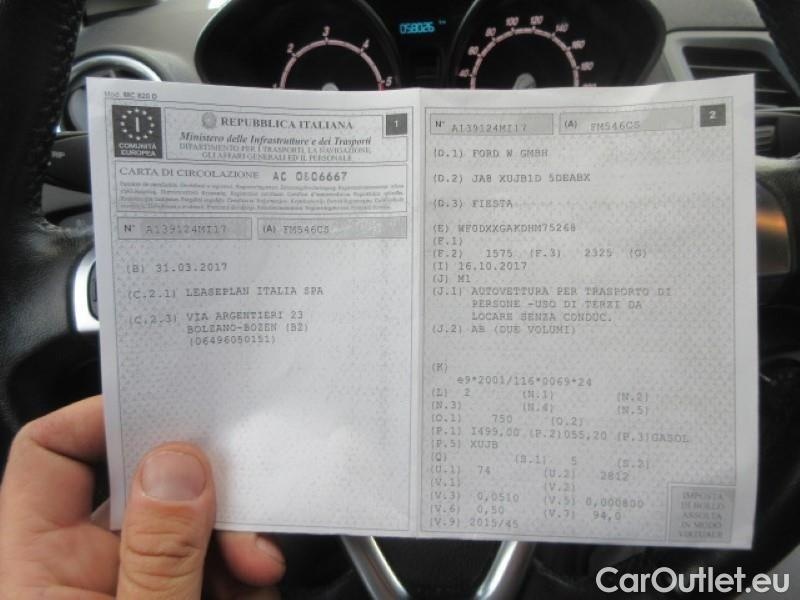 058026
Mod. MC 820 D
i
COMUNITÀ
EUROPEA
REPUBBLICA ITALIANA
1
Ministero delle Infrastrutture e dei Trasporti
DIPARTIMENTO PER I TRASPORTI, LA NAVIGAZIONE,
GLI AFFARI GENERALI ED IL PERSONALE
CARTA DI CIRCOLAZIONE AC 0806667
N° A139124MI17 (A) FM546CS
(B) 31.03.2017
(C.2.1) LEASEPLAN ITALIA SPA
(C.2.3) VIA ARGENTIERI 23
BOLZANO-BOZEN (BZ)
(06496050151)
N° A139124MI17 (A) FM546CS
2
(D.1) FORD W GMBH
(D.2) JA8 XUJB1D 5DEABX
(D.3) FIESTA
(E) WF0DXXGAKDHM75268
(F.1)
(F.2) 1575 (F.3) 2325 (G)
(I) 16.10.2017
(J) M1
(J.1) AUTOVETTURA PER TRASPORTO DI
PERSONE -USO DI TERZI DA
LOCARE SENZA CONDUC.
(J.2) AB (DUE VOLUMI)
(K)
e9*2001/116*0069*24
(L) 2 (N.1) (N.2)
(N.3) (N.4) (N.5)
(O.1) 750 (O.2)
(P.1) 1499,00 (P.2)055,20 (P.3)GASOL
(P.5) XUJB
(Q) (S.1) 5 (S.2)
(U.1) 74 (U.2) 2812
(V.1) (V.2)
(V.3) 0,0510 (V.5) 0,000800
(V.6) 0,50 (V.7) 94,0
(V.9) 2015/45
IMPOSTA
DI BOLLO
ASSOLTA
IN MODO
VIRTUALE
CarOutlet.eu